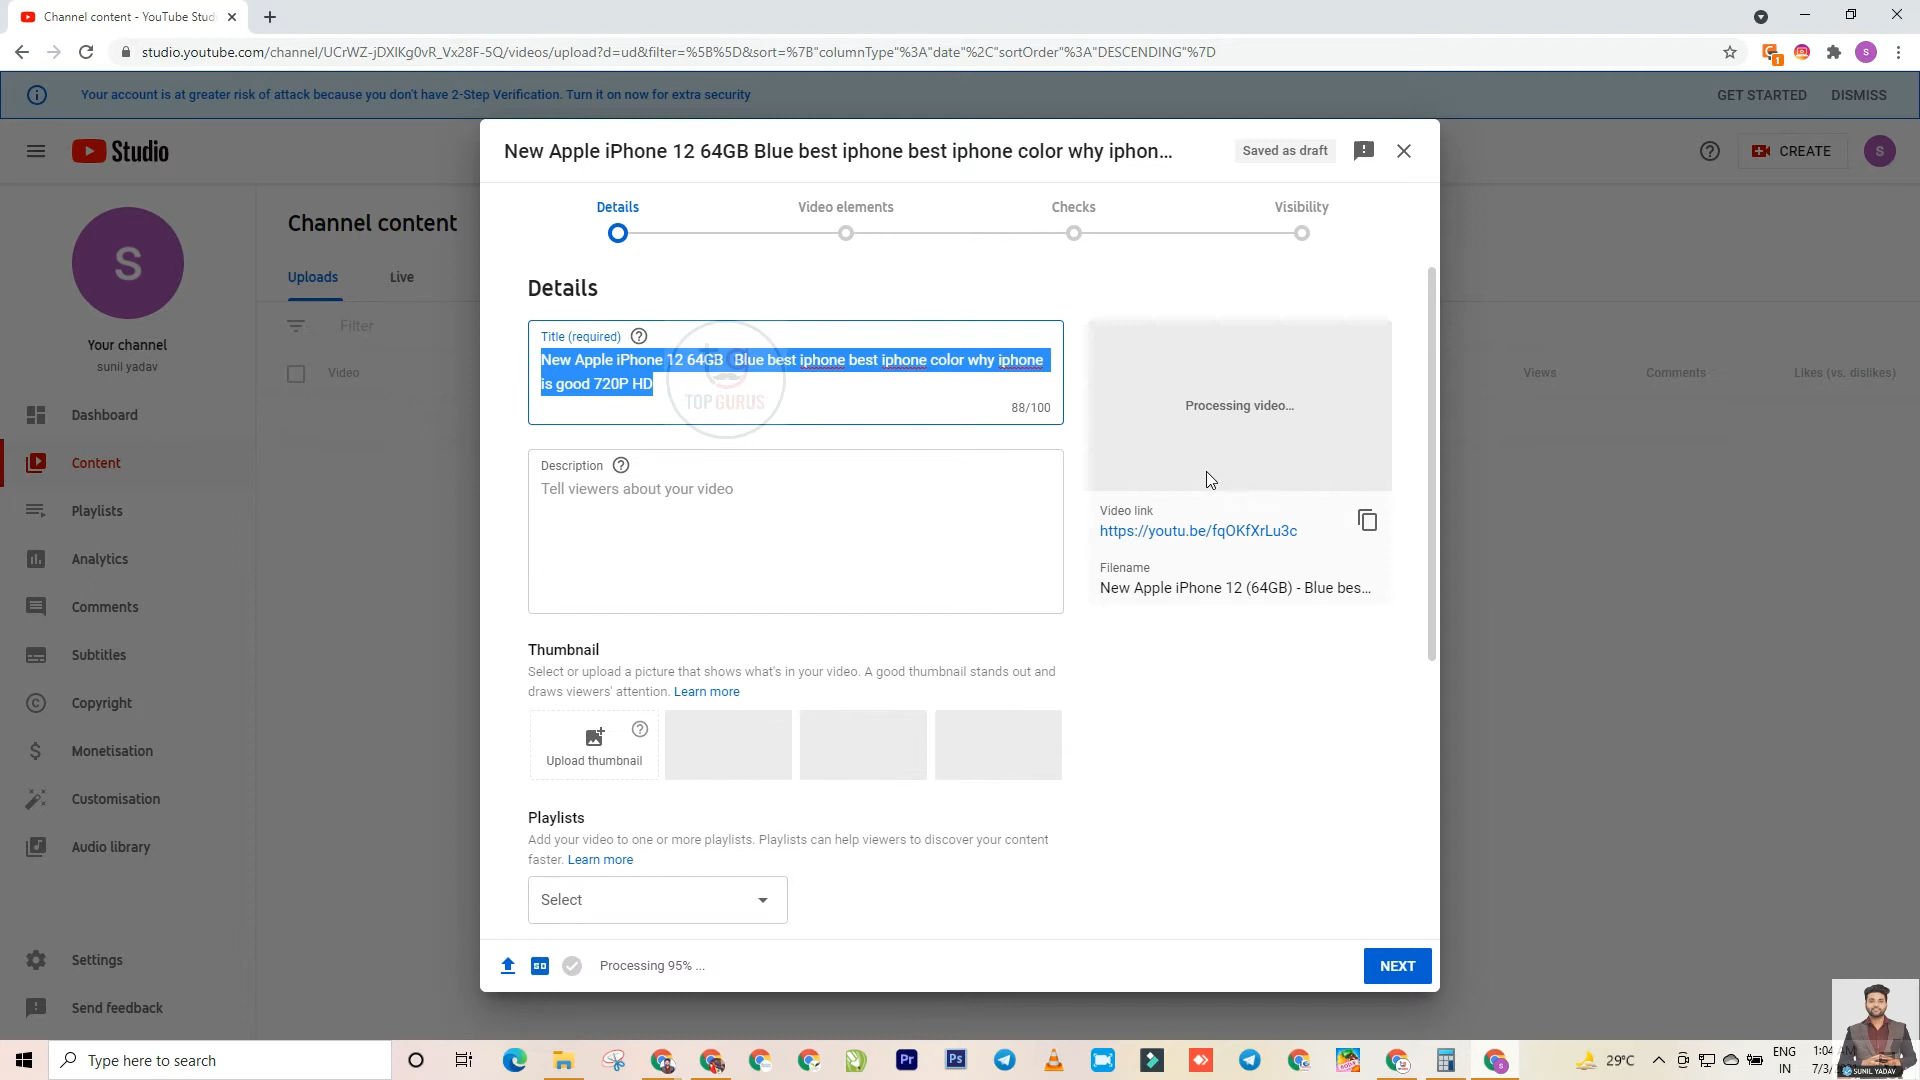 Channel content - YouTube Studi
studio.youtube.com/channel/UCrWZ-jDXIKg0vR_Vx28F-5Q/videos/upload?d=ud&filter=%5B%5D&sort=%7B"columnType"%3A"date"%2C"sortOrder"%3A"DESCENDING"%7D
1
S
Your account is at greater risk of attack because you don't have 2-Step Verification. Turn it on now for extra security
GET STARTED
DISMISS
Studio
New Apple iPhone 12 64GB Blue best iphone best iphone color why iphon...
Saved as draft
CREATE
S
Details
Video elements
Checks
Visibility
S
Your channel
sunil yadav
Dashboard
Content
Playlists
Analytics
Comments
Subtitles
Copyright
Monetisation
Customisation
Audio library
Settings
Send feedback
Channel content
Uploads
Live
Filter
Video
Views
Comments
Likes (vs. dislikes)
Details
Title (required)
New Apple iPhone 12 64GB Blue best iphone best iphone color why iphone
is good 720P HD
88/100
tg
TOP GURUS
Description
Tell viewers about your video
Processing video...
Video link
https://youtu.be/fqOKfXrLu3c
Filename
New Apple iPhone 12 (64GB) - Blue bes...
Thumbnail
Select or upload a picture that shows what's in your video. A good thumbnail stands out and
draws viewers' attention. Learn more
Upload thumbnail
Playlists
Add your video to one or more playlists. Playlists can help viewers to discover your content
faster. Learn more
Select
SD
Processing 95% ...
NEXT
Type here to search
Pr
Ps
29°C
ENG
IN
1:04
7/3/
SUNIL YADAV